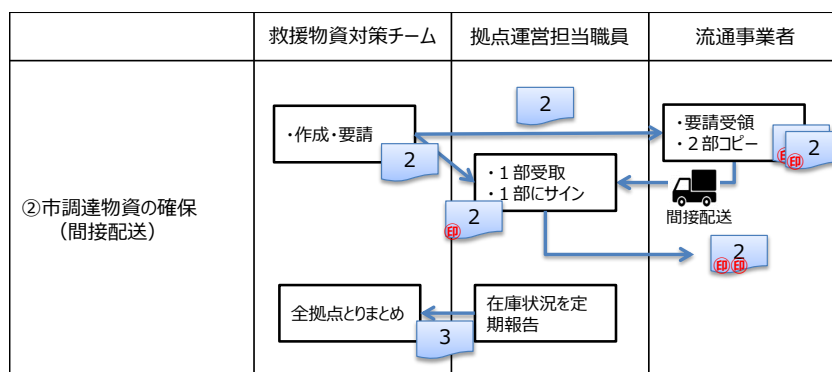 救援物資対策チーム
拠点運営担当職員
流通事業者
②市調達物資の確保
（間接配送）
・作成・要請
2
2
・要請受領
・２部コピー
印
2
印
・１部受取
・１部にサイン
2
印
間接配送
2
印 印
全拠点とりまとめ
3
在庫状況を定
期報告